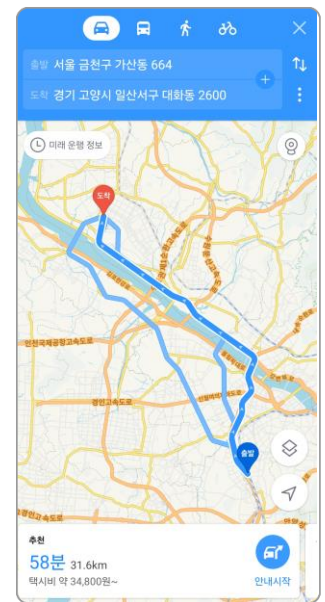 출발 서울 금천구 가산동 664
도착 경기 고양시 일산서구 대화동 2600
미래 운행 정보
도착
인천국제공항고속도로
경인고속도로
출발
추천
58분 31.6km
택시비 약 34,800원~
안내시작